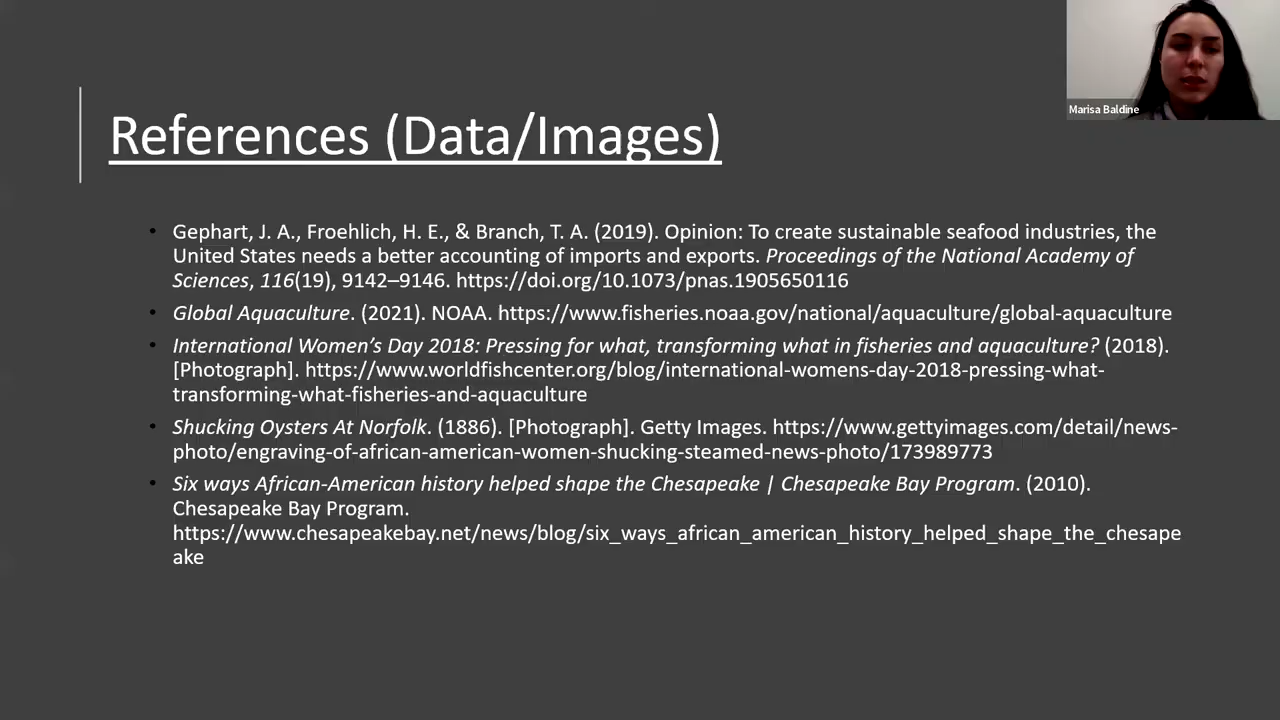 Marisa Baldine
References (Data/Images)
• Gephart, J. A., Froehlich, H. E., & Branch, T. A. (2019). Opinion: To create sustainable seafood industries, the
United States needs a better accounting of imports and exports. Proceedings of the National Academy of
Sciences, 116(19), 9142–9146. https://doi.org/10.1073/pnas.1905650116
• Global Aquaculture. (2021). NOAA. https://www.fisheries.noaa.gov/national/aquaculture/global-aquaculture
• International Women’s Day 2018: Pressing for what, transforming what in fisheries and aquaculture? (2018).
[Photograph]. https://www.worldfishcenter.org/blog/international-womens-day-2018-pressing-what-
transforming-what-fisheries-and-aquaculture
• Shucking Oysters At Norfolk. (1886). [Photograph]. Getty Images. https://www.gettyimages.com/detail/news-
photo/engraving-of-african-american-women-shucking-steamed-news-photo/173989773
• Six ways African-American history helped shape the Chesapeake | Chesapeake Bay Program. (2010).
Chesapeake Bay Program.
https://www.chesapeakebay.net/news/blog/six_ways_african_american_history_helped_shape_the_chesape
ake